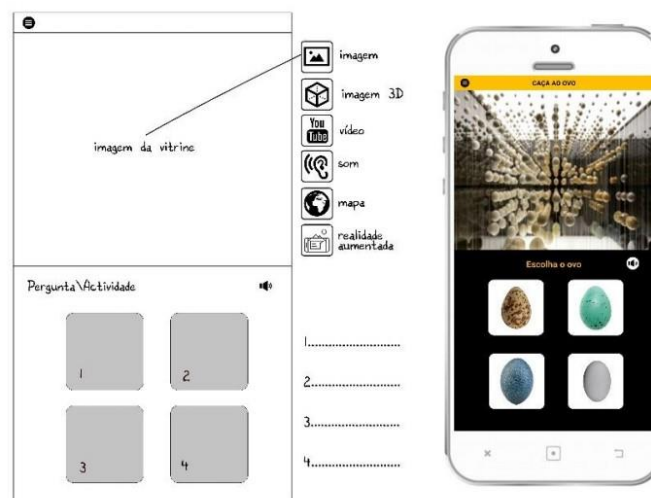 imagem da vitrine
imagem
imagem 3D
You
Tube
vídeo
som
mapa
realidade
aumentada
Pergunta\Actividade
1
2
3
4
1...........................
2...........................
3...........................
4...........................
CAÇA AO OVO
Escolha o ovo